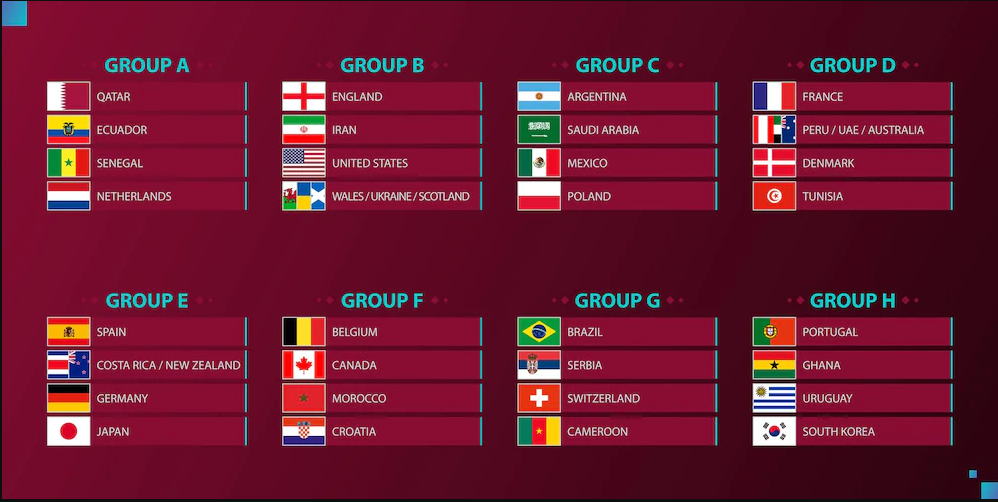 GROUP A
QATAR
ECUADOR
SENEGAL
NETHERLANDS
GROUP B
ENGLAND
IRAN
UNITED STATES
WALES / UKRAINE / SCOTLAND
GROUP C
ARGENTINA
SAUDI ARABIA
MEXICO
POLAND
GROUP D
FRANCE
PERU / UAE / AUSTRALIA
DENMARK
TUNISIA
GROUP E
SPAIN
COSTA RICA / NEW ZEALAND
GERMANY
JAPAN
GROUP F
BELGIUM
CANADA
MOROCCO
CROATIA
GROUP G
BRAZIL
SERBIA
SWITZERLAND
CAMEROON
GROUP H
PORTUGAL
GHANA
URUGUAY
SOUTH KOREA